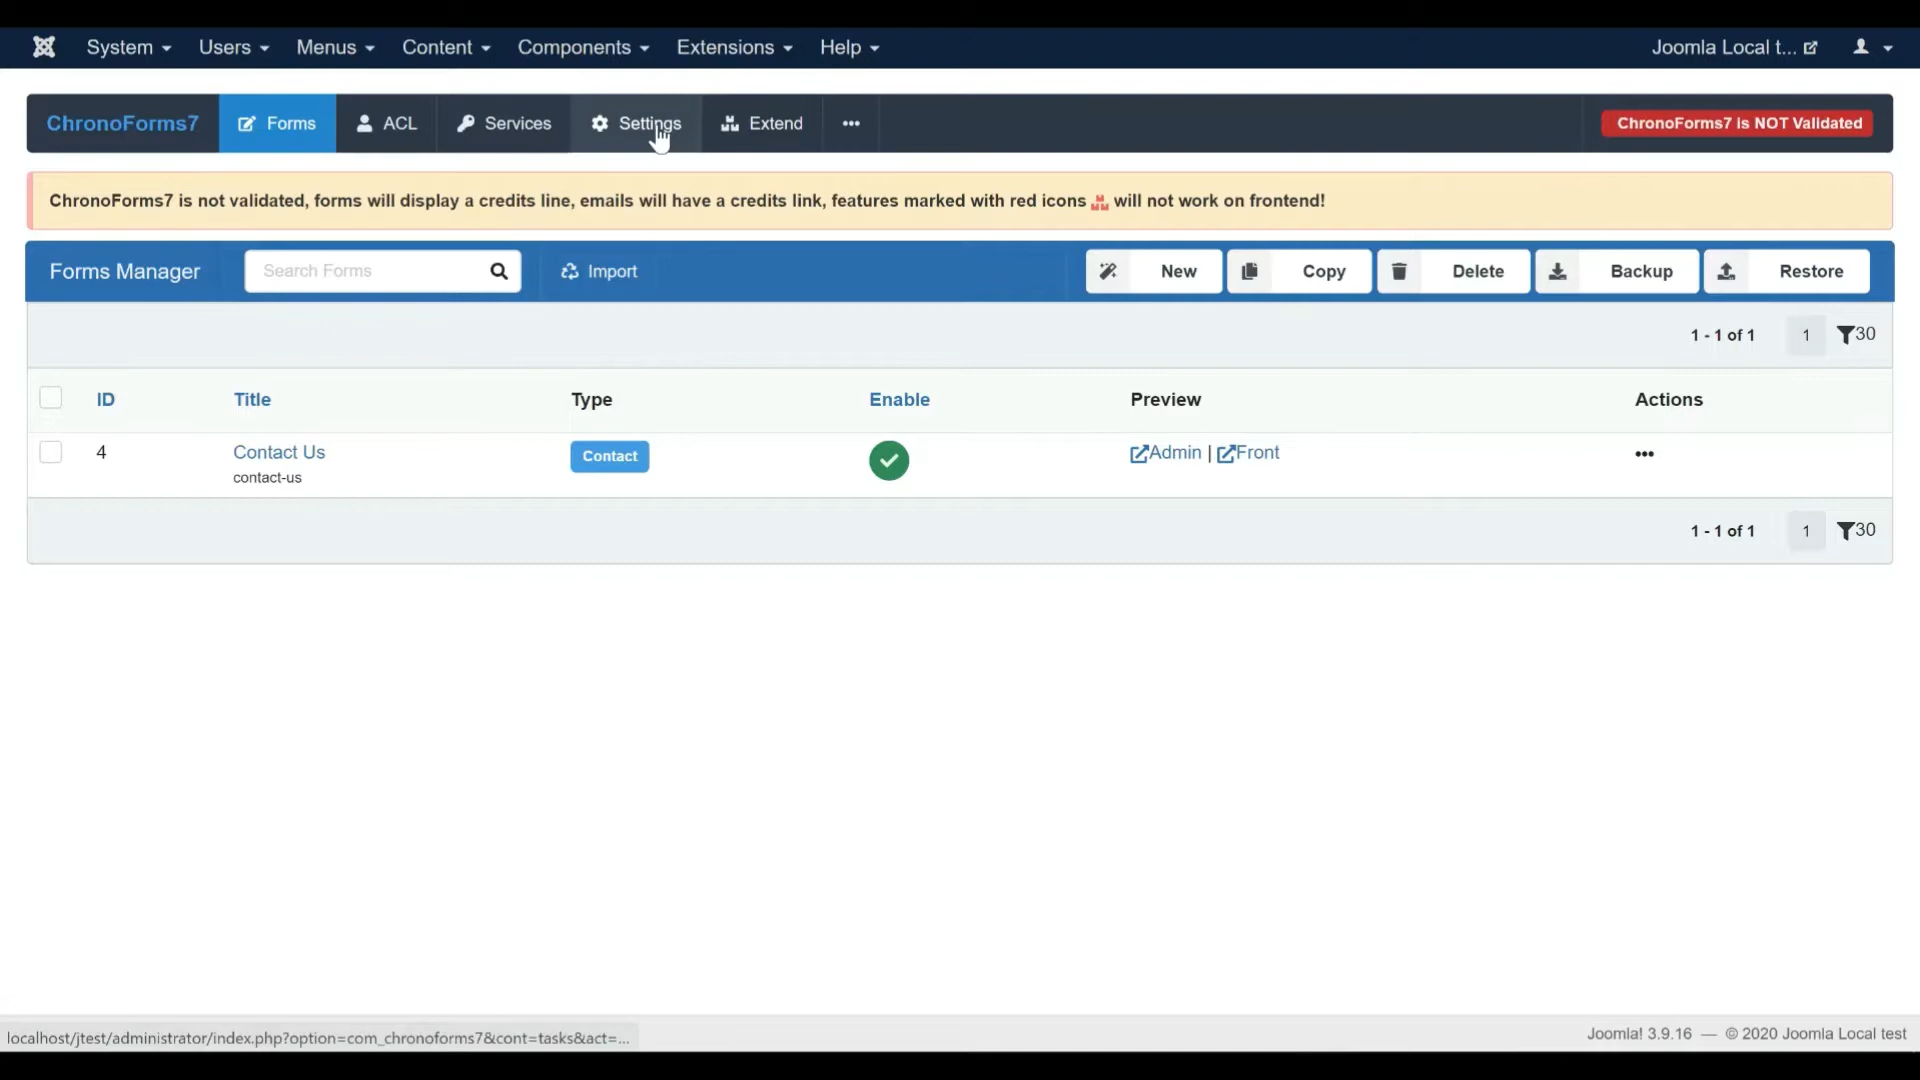 System Users Menus Content Components Extensions Help Joomla Local t...
ChronoForms7 Forms ACL Services Settings Extend ••• ChronoForms7 is NOT Validated
ChronoForms7 is not validated, forms will display a credits line, emails will have a credits link, features marked with red icons will not work on frontend!
Forms Manager Search Forms Import New Copy Delete Backup Restore
1 - 1 of 1 1 30
ID Title Type Enable Preview Actions
4 Contact Us Contact Admin | Front •••
contact-us
1 - 1 of 1 1 30
localhost/jtest/administrator/index.php?option=com_chronoforms7&cont=tasks&act=... Joomla! 3.9.16 — © 2020 Joomla Local test